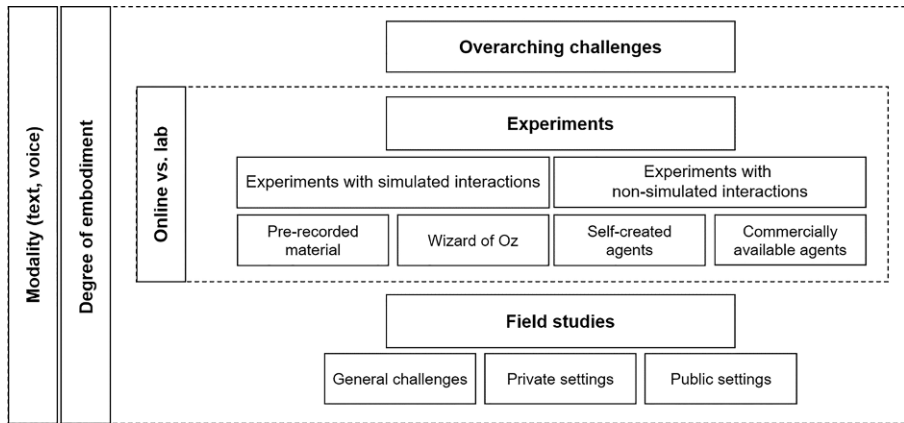 Modality (text, voice)
Degree of embodiment
Overarching challenges
Online vs. lab
Experiments
Experiments with simulated interactions
Experiments with
non-simulated interactions
Pre-recorded
material
Wizard of Oz
Self-created
agents
Commercially
available agents
Field studies
General challenges
Private settings
Public settings